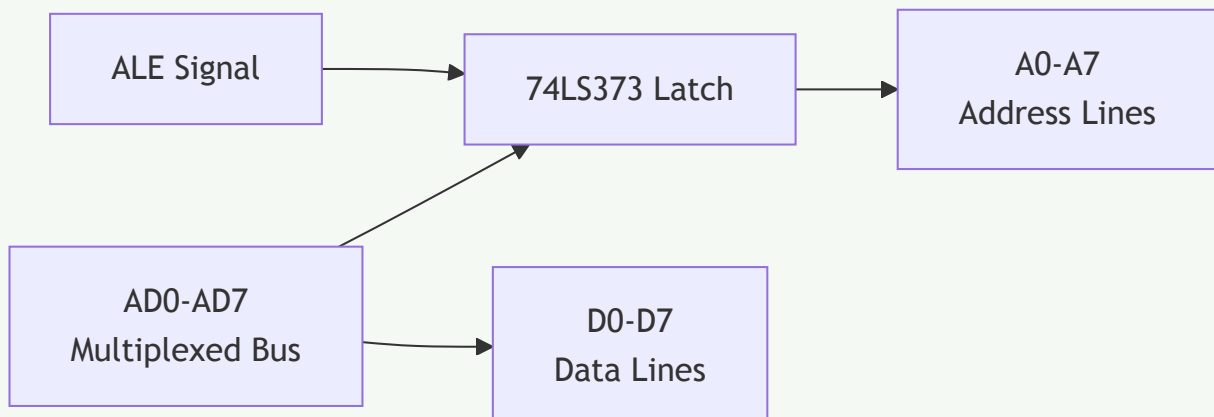 ALE Signal
74LS373 Latch
A0-A7
Address Lines
AD0-AD7
Multiplexed Bus
D0-D7
Data Lines